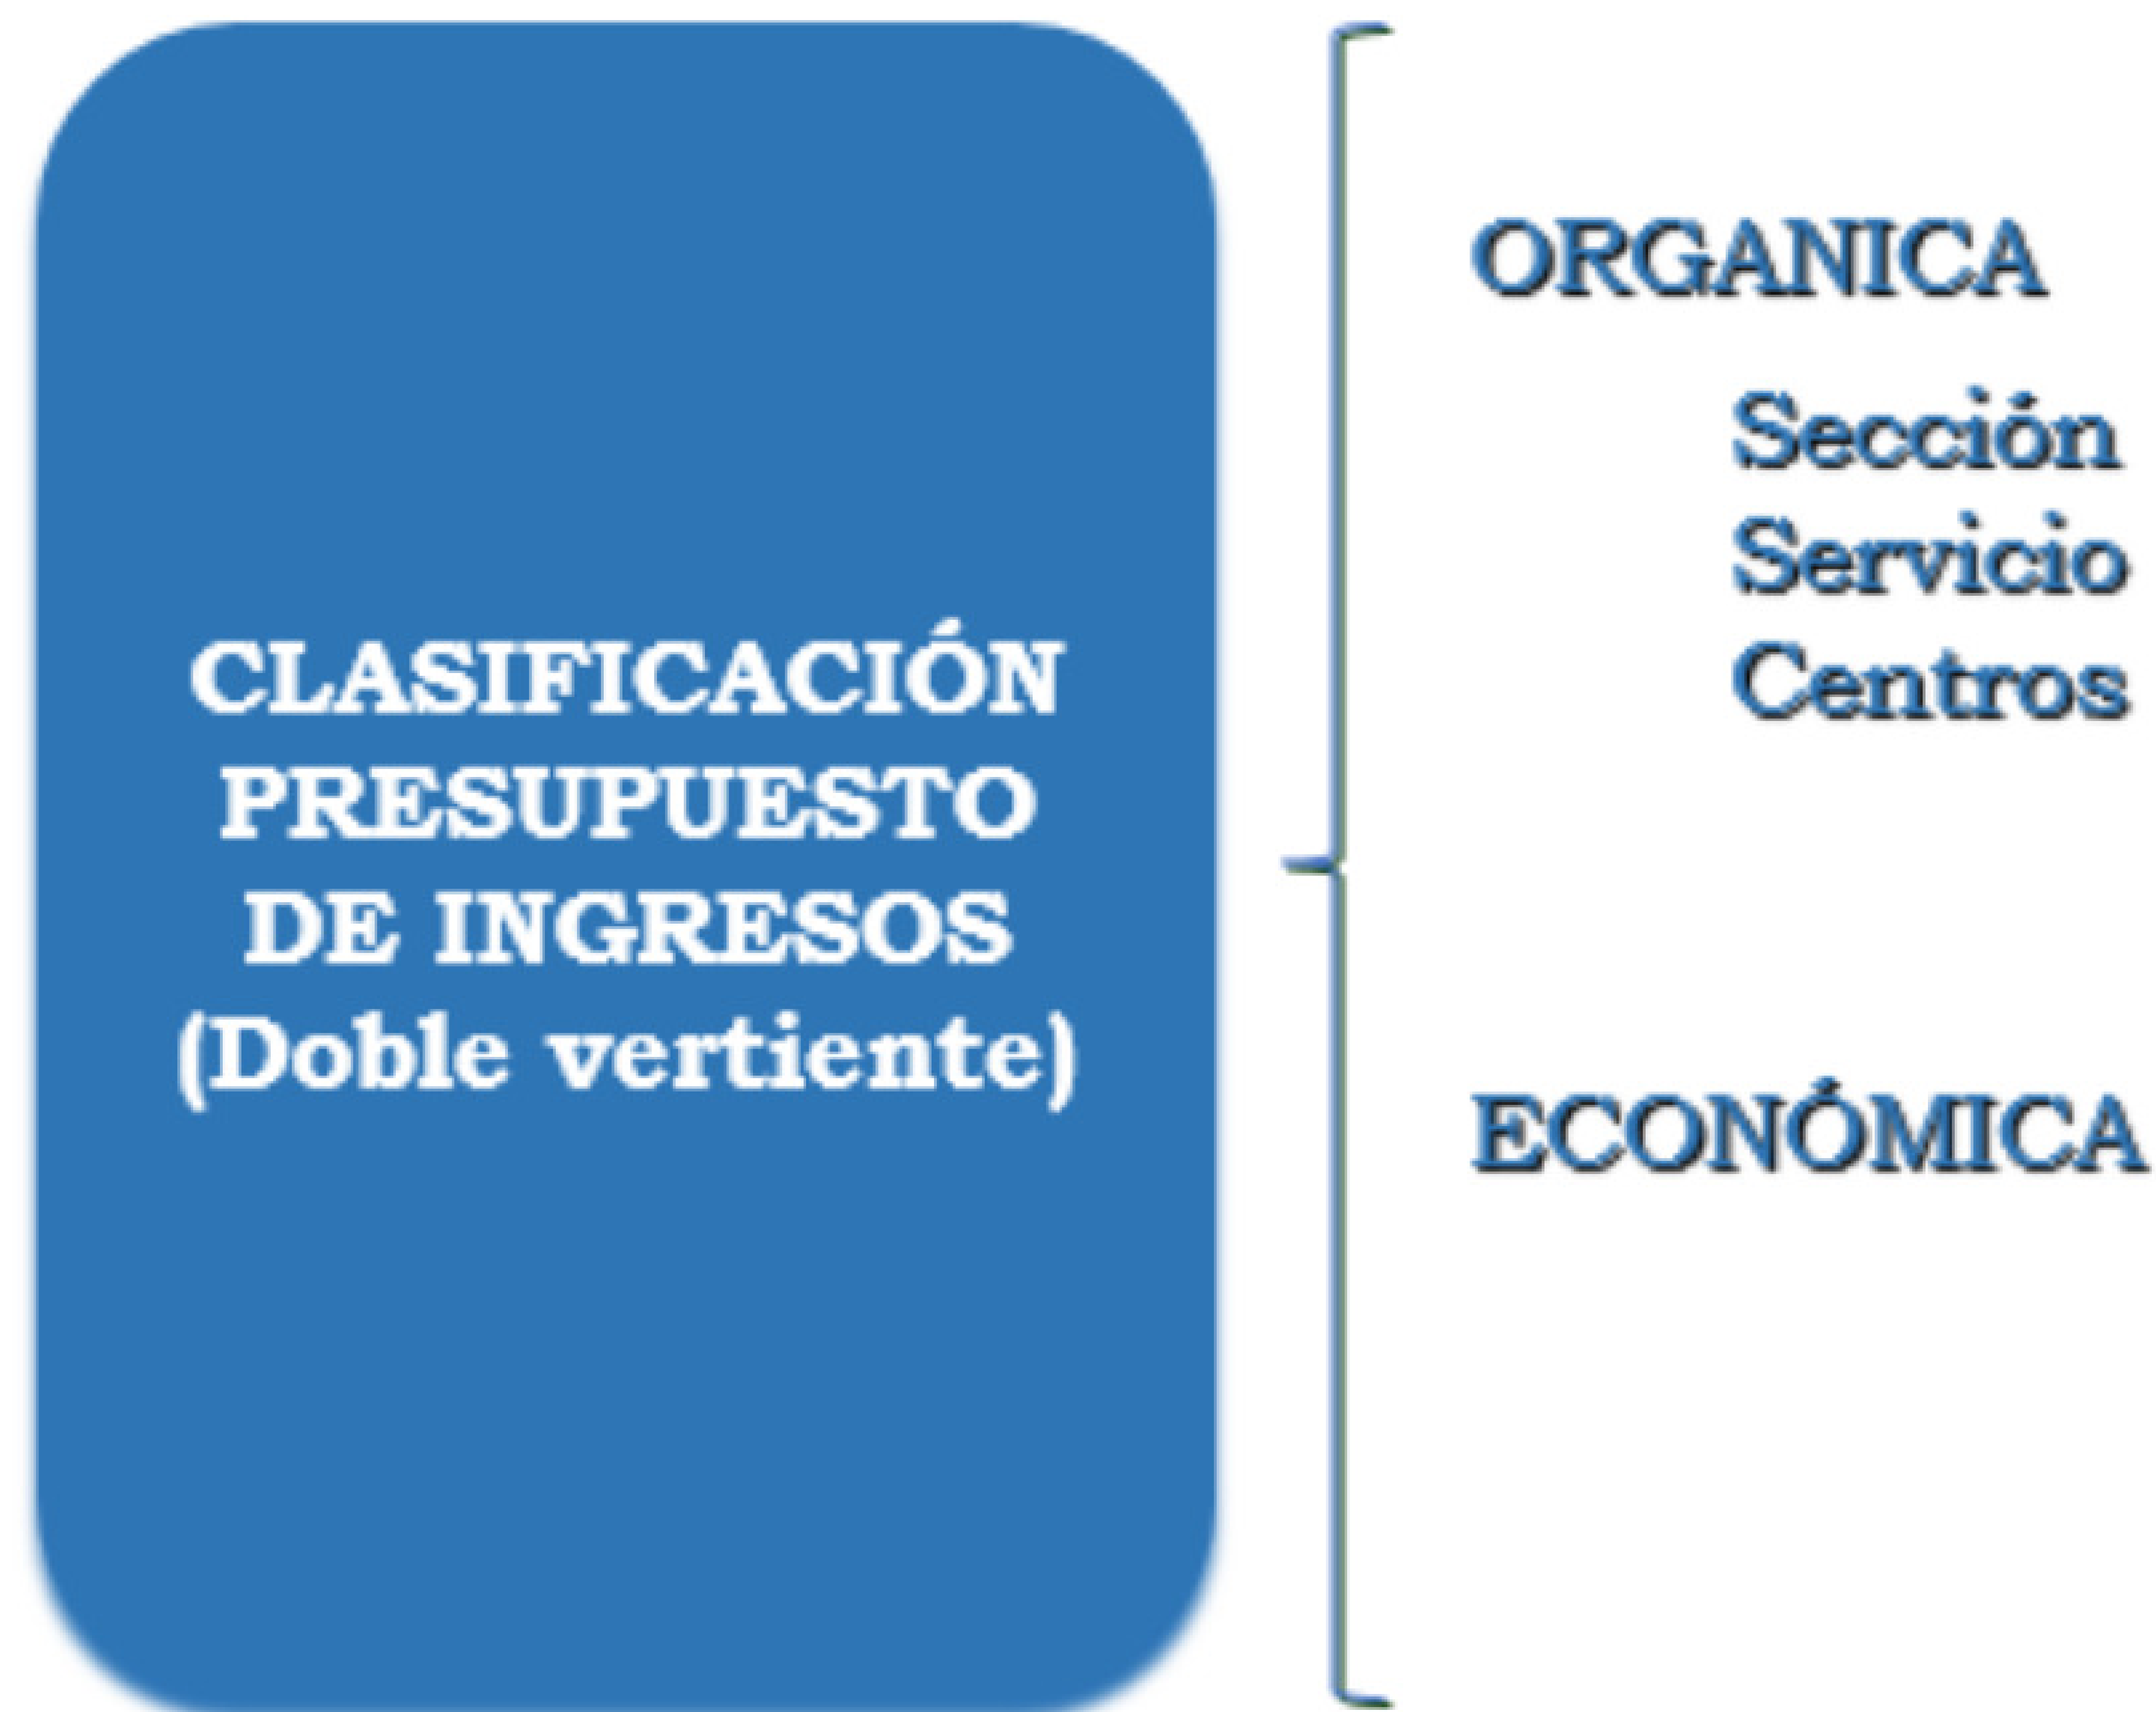 CLASIFICACIÓN
PRESUPUESTO
DE INGRESOS
(Doble vertiente)
ORGANICA
Sección
Servicio
Centros
ECONÓMICA